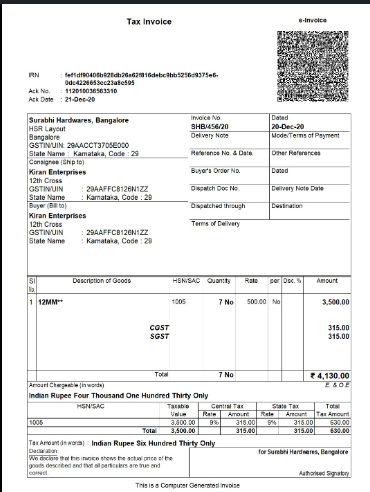 Tax Invoice
e-Invoice
IRN : fef1df90406b928db26a62f816debc9bb5256d9375e6-
0dc4226653cc23a8c595
Ack No. : 112010036563310
Ack Date : 21-Dec-20
Surabhi Hardwares, Bangalore
HSR Layout
Bangalore
GSTIN/UIN: 29AACCT3705E000
State Name : Karnataka, Code : 29
Invoice No.
SHB/456/20
Dated
20-Dec-20
Delivery Note
Mode/Terms of Payment
Reference No. & Date.
Other References
Consignee (Ship to)
Kiran Enterprises
12th Cross
GSTIN/UIN : 29AAFFC8126N1ZZ
State Name : Karnataka, Code : 29
Buyer's Order No.
Dated
Dispatch Doc No.
Delivery Note Date
Dispatched through
Destination
Buyer (Bill to)
Kiran Enterprises
12th Cross
GSTIN/UIN : 29AAFFC8126N1ZZ
State Name : Karnataka, Code : 29
Terms of Delivery
Sl Description of Goods HSN/SAC Quantity Rate per Disc. % Amount
No.
1 12MM** 1005 7 No 500.00 No 3,500.00
CGST 315.00
SGST 315.00
Total 7 No ₹ 4,130.00
Amount Chargeable (in words) E. & O.E
Indian Rupee Four Thousand One Hundred Thirty Only
HSN/SAC Taxable Central Tax State Tax Total
Value Rate Amount Rate Amount Tax Amount
1005 3,500.00 9% 315.00 9% 315.00 630.00
Total 3,500.00 315.00 315.00 630.00
Tax Amount (in words) : Indian Rupee Six Hundred Thirty Only
Declaration
We declare that this invoice shows the actual price of the
goods described and that all particulars are true and
correct.
for Surabhi Hardwares, Bangalore
Authorised Signatory
This is a Computer Generated Invoice